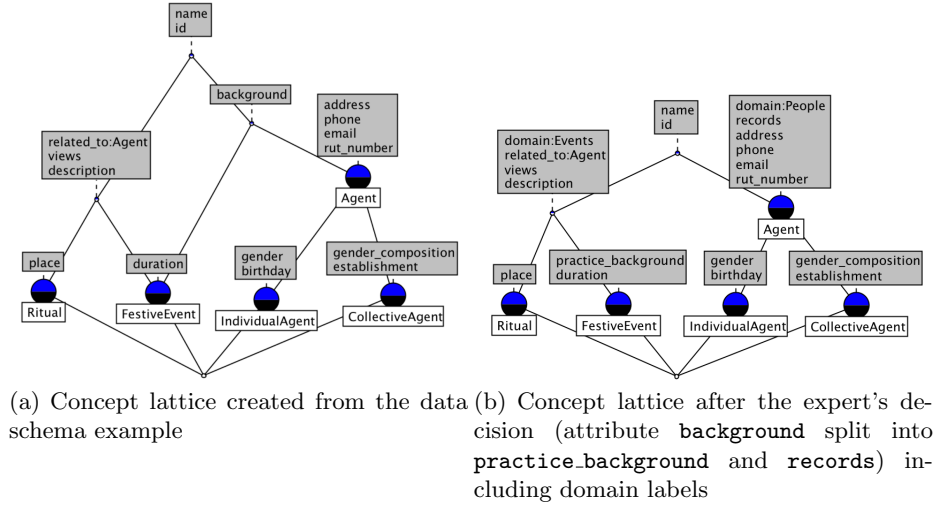 name
id
background
address
phone
email
rut_number
related_to:Agent
views
description
Agent
place
duration
gender
birthday
gender_composition
establishment
Ritual
FestiveEvent
IndividualAgent
CollectiveAgent
name
id
domain:People
records
address
phone
email
rut_number
domain:Events
related_to:Agent
views
description
Agent
place
practice_background
duration
gender
birthday
gender_composition
establishment
Ritual
FestiveEvent
IndividualAgent
CollectiveAgent
(a) Concept lattice created from the data
schema example
(b) Concept lattice after the expert's de-
cision (attribute background split into
practice_background and records) in-
cluding domain labels